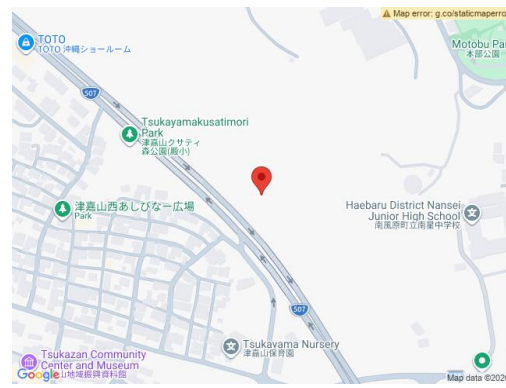 Map error: g.co/staticmaperro
TOTO
TOTO 沖縄ショールーム
Motobu Par
本部公園
507
Tsukayamakusatimori
Park
津嘉山クサティ
森公園(殿小)
津嘉山西あしびなー広場
Park
Haebaru District Nansei
Junior High School
南風原町立南星中学校
507
Tsukayama Nursery
津嘉山保育園
Tsukazan Community
Center and Museum
山地域振興資料館
Google
Map data ©2026